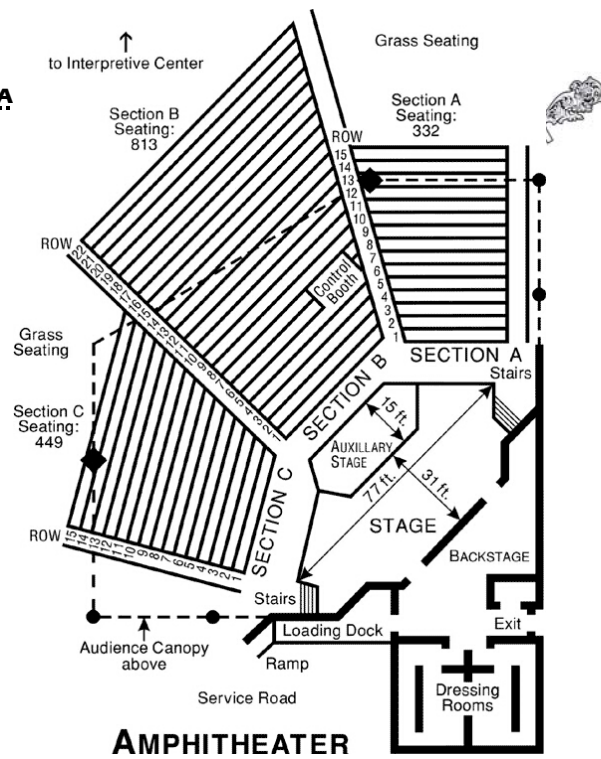 Grass Seating
to Interpretive Center
A
Section B
Seating:
813
Section A
Seating:
332
ROW
15
14
13
12
11
10
9
8
7
6
5
4
3
2
1
ROW
22
21
20
19
18
17
16
15
14
13
12
11
10
9
8
7
6
5
4
3
2
1
Control
Booth
Grass
Seating
SECTION A
Stairs
SECTION B
15 ft.
AUXILLARY
STAGE
77 ft.
31 ft.
STAGE
Section C
Seating:
449
SECTION C
ROW
15
14
13
12
11
10
9
8
7
6
5
4
3
2
1
BACKSTAGE
Stairs
Loading Dock
Exit
Audience Canopy
above
Ramp
Dressing
Rooms
Service Road
AMPHITHEATER